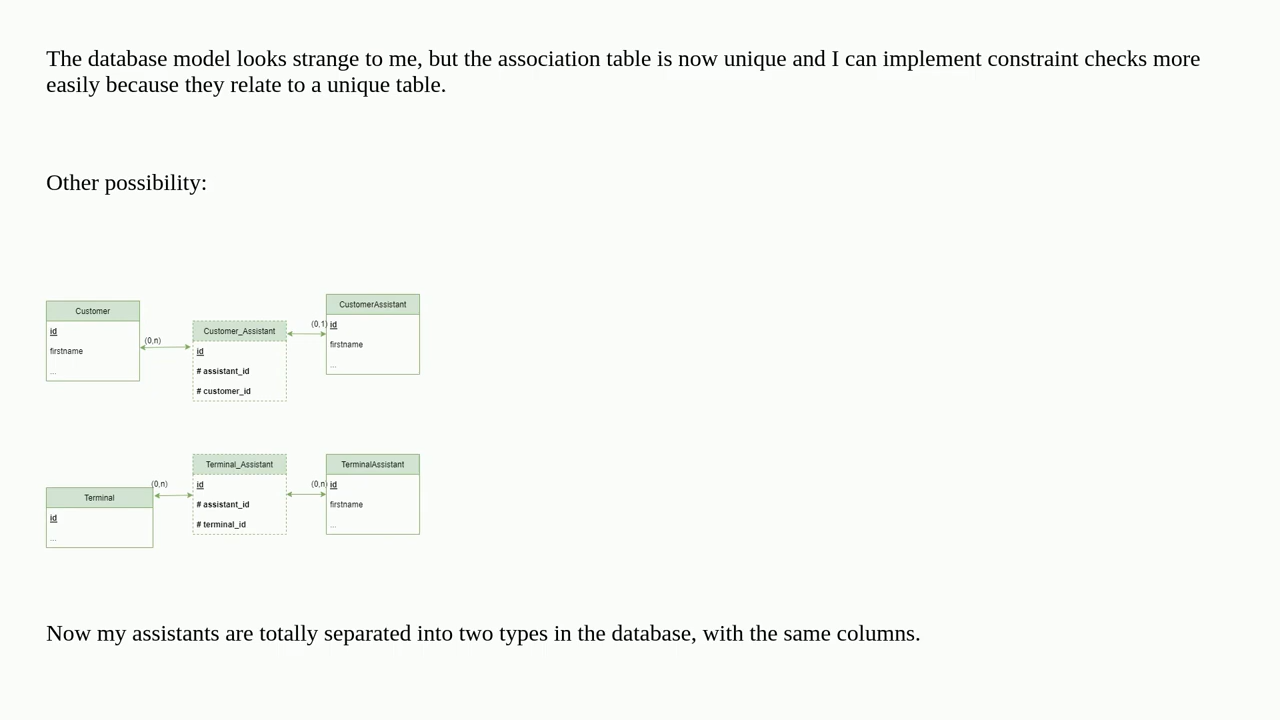 The database model looks strange to me, but the association table is now unique and I can implement constraint checks more
easily because they relate to a unique table.
Other possibility:
Customer
id
firstname
...
(0,n)
Customer_Assistant
id
# assistant_id
# customer_id
(0,1)
CustomerAssistant
id
firstname
...
Terminal
id
...
(0,n)
Terminal_Assistant
id
# assistant_id
# terminal_id
(0,n)
TerminalAssistant
id
firstname
...
Now my assistants are totally separated into two types in the database, with the same columns.